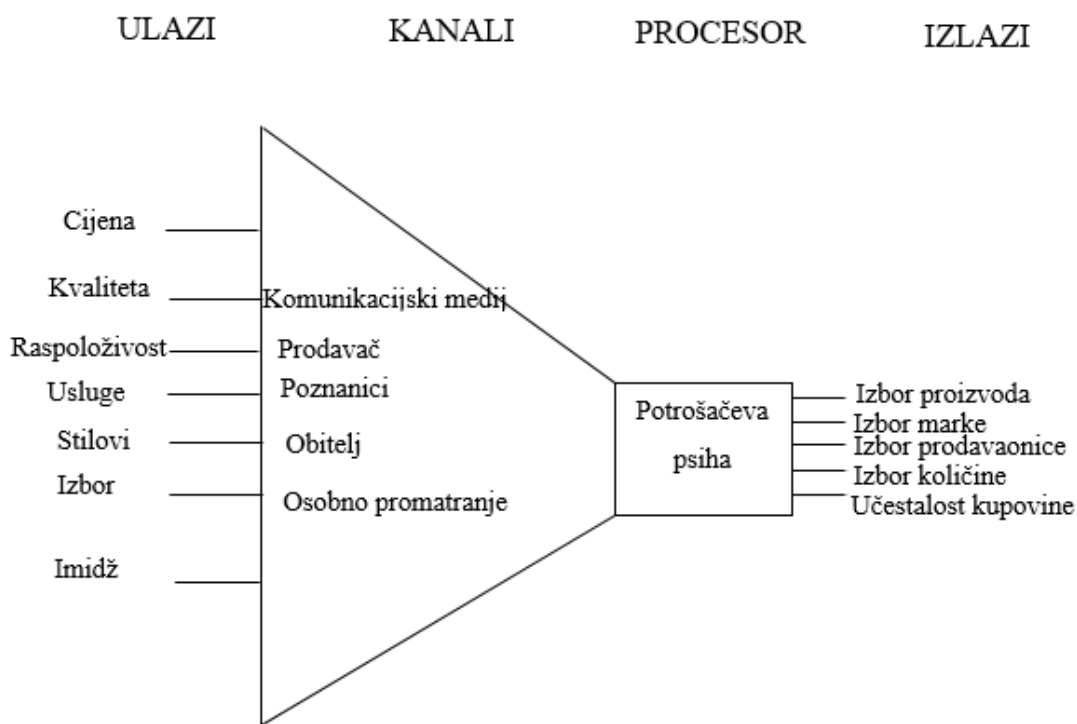 ULAZI KANALI PROCESOR IZLAZI
Cijena
Kvaliteta
Raspoloživost
Usluge
Stilovi
Izbor
Imidž
Komunikacijski medij
Prodavač
Poznanici
Obitelj
Osobno promatranje
Potrošačeva
psiha
Izbor proizvoda
Izbor marke
Izbor prodavaonice
Izbor količine
Učestalost kupovine